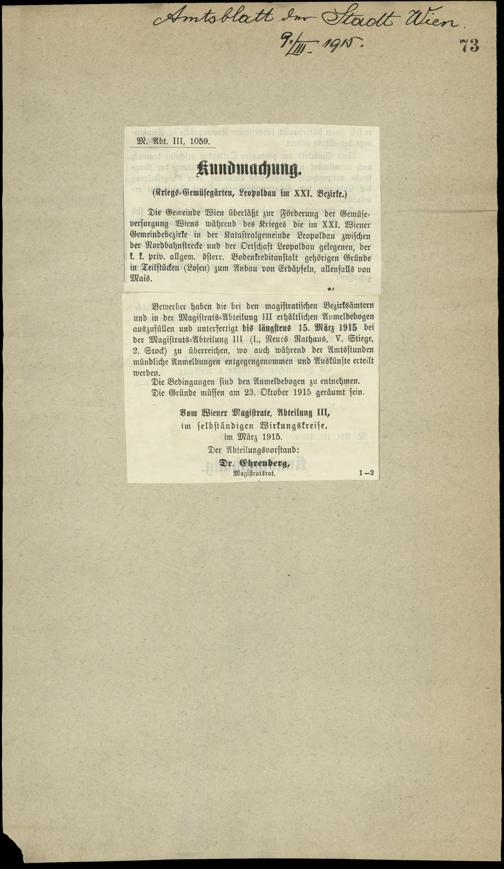 Amtsblatt der Stadt Wien.
9./III. 1915.
73
M. Abt. III, 1059.
Kundmachung.
(Kriegs-Gemüsegärten, Leopoldau im XXI. Bezirke.)
Die Gemeinde Wien überläßt zur Förderung der Gemüse-
versorgung Wiens während des Krieges die im XXI. Wiener
Gemeindebezirke in der Katastralgemeinde Leopoldau zwischen
der Nordbahnstrecke und der Ortschaft Leopoldau gelegenen, der
k. k. priv. allgem. österr. Bodenkreditanstalt gehörigen Gründe
in Teilstücken (Losen) zum Anbau von Erdäpfeln, allenfalls von
Mais.
Bewerber haben die bei den magistratischen Bezirksämtern
und in der Magistrats-Abteilung III erhältlichen Anmeldebogen
auszufüllen und unterfertigt bis längstens 15. März 1915 bei
der Magistrats-Abteilung III (I., Neues Rathaus, V. Stiege,
2. Stock) zu überreichen, wo auch während der Amtsstunden
mündliche Anmeldungen entgegengenommen und Auskünfte erteilt
werden.
Die Bedingungen sind den Anmeldebogen zu entnehmen.
Die Gründe müssen am 23. Oktober 1915 geräumt sein.
Vom Wiener Magistrate, Abteilung III,
im selbständigen Wirkungskreise,
im März 1915.
Der Abteilungsvorstand:
Dr. Ehrenberg,
Magistratsrat.
1—2